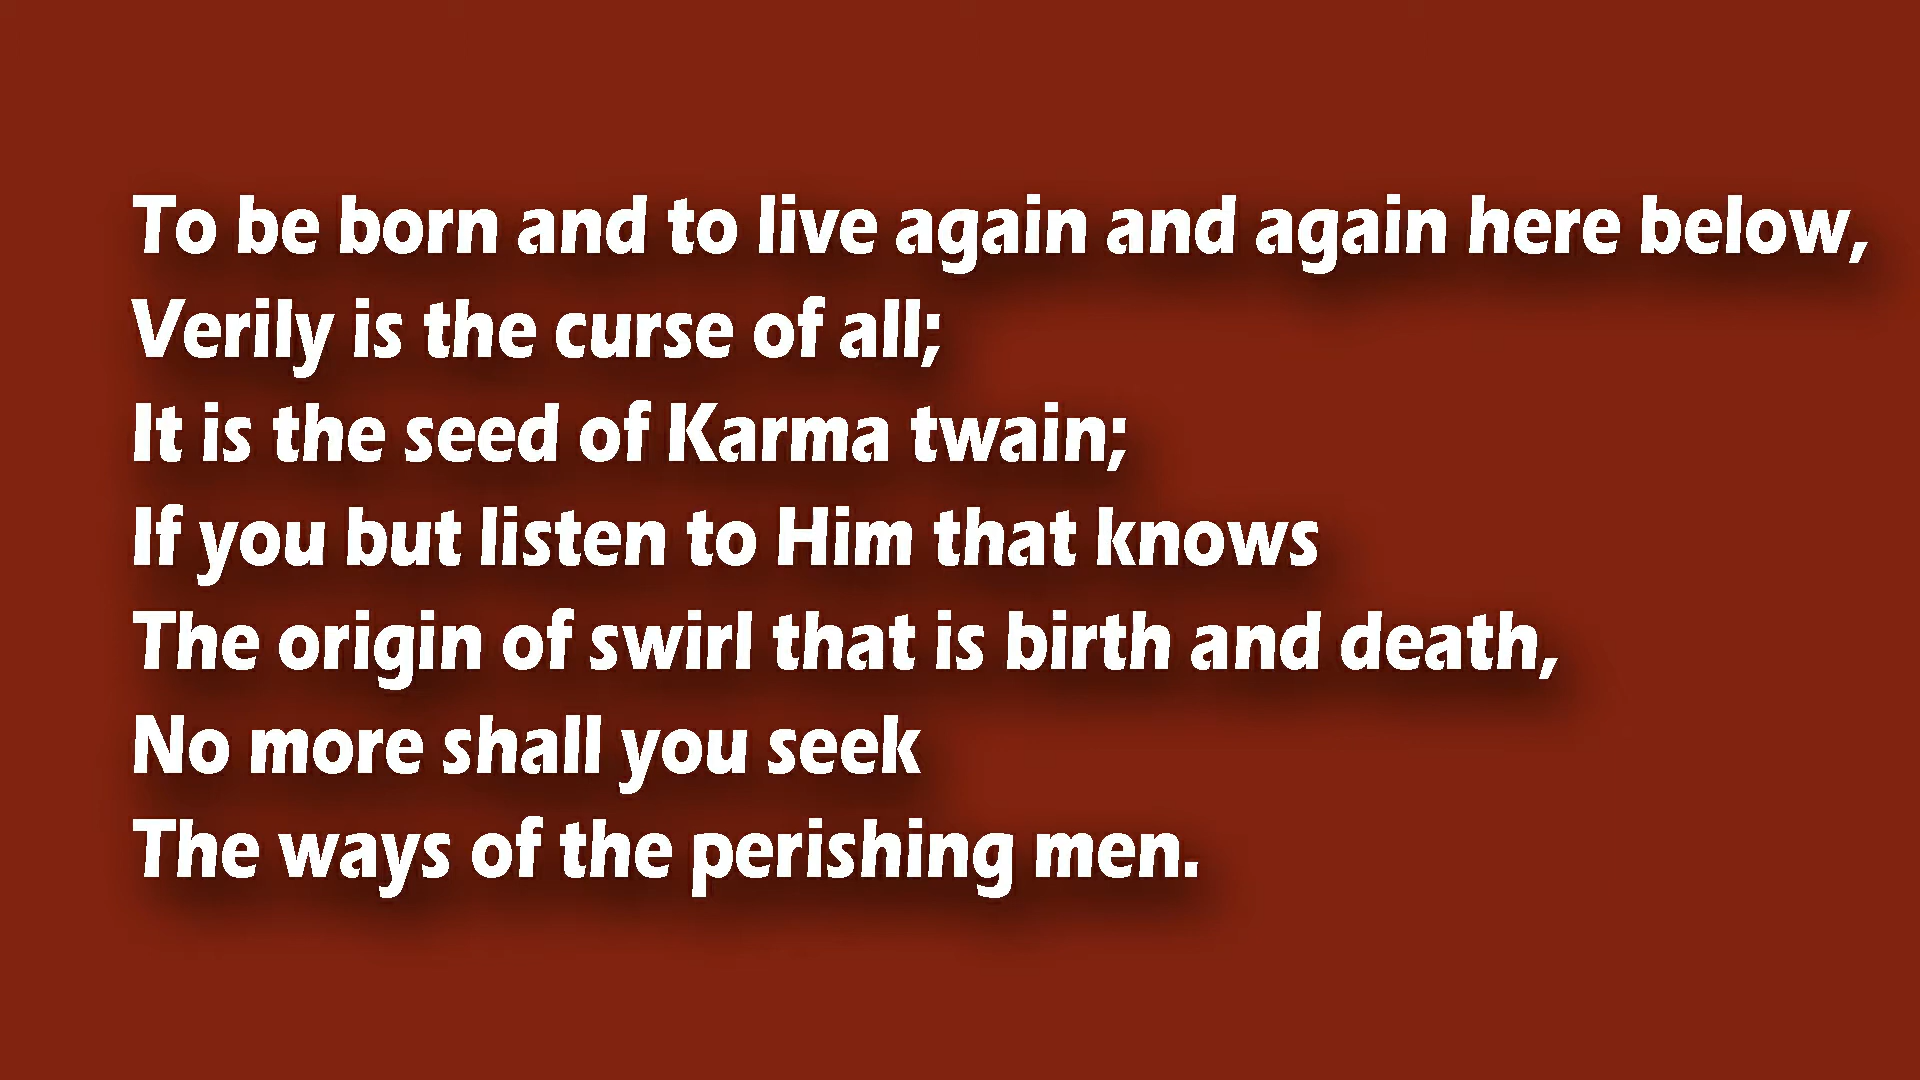 To be born and to live again and again here below,
Verily is the curse of all;
It is the seed of Karma twain;
If you but listen to Him that knows
The origin of swirl that is birth and death,
No more shall you seek
The ways of the perishing men.